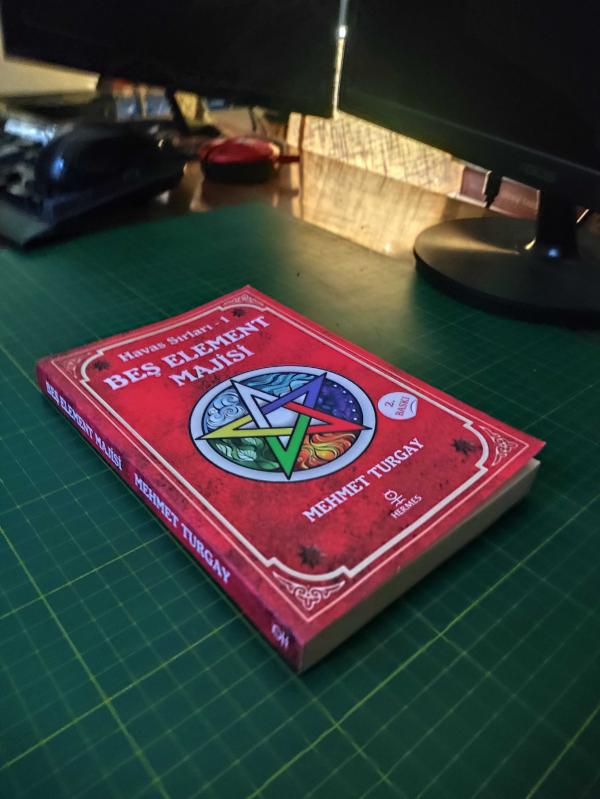 Havas Sırları - 1
BEŞ ELEMENT
MAJİSİ
2.
BASKI
MEHMET TURGAY
HERMES
BEŞ ELEMENT MAJİSİ MEHMET TURGAY